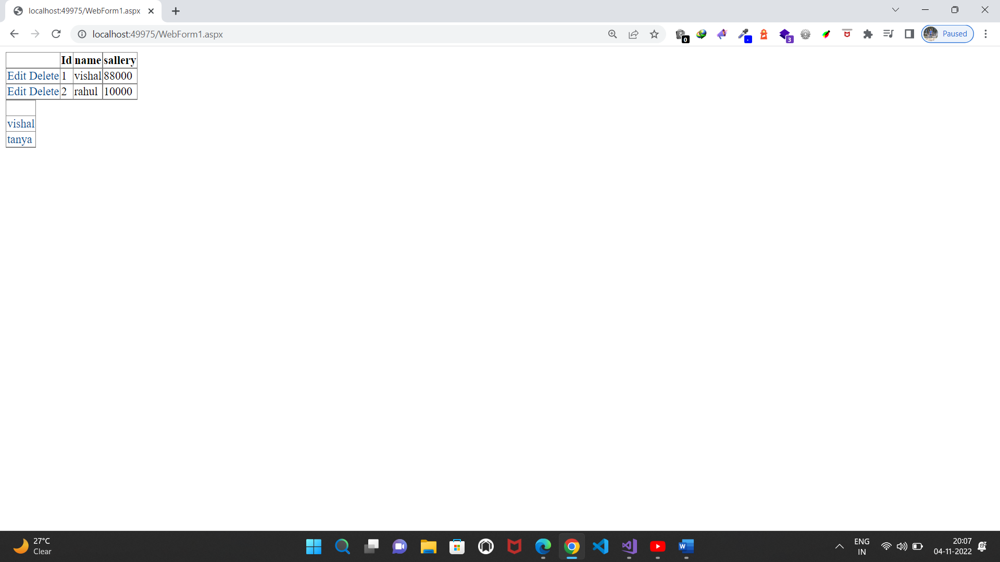 localhost:49975/WebForm1.aspx
localhost:49975/WebForm1.aspx
0
3
Paused
Id name sallery
Edit Delete 1 vishal 88000
Edit Delete 2 rahul 10000
vishal
tanya
27°C
Clear
W
ENG
IN
20:07
04-11-2022